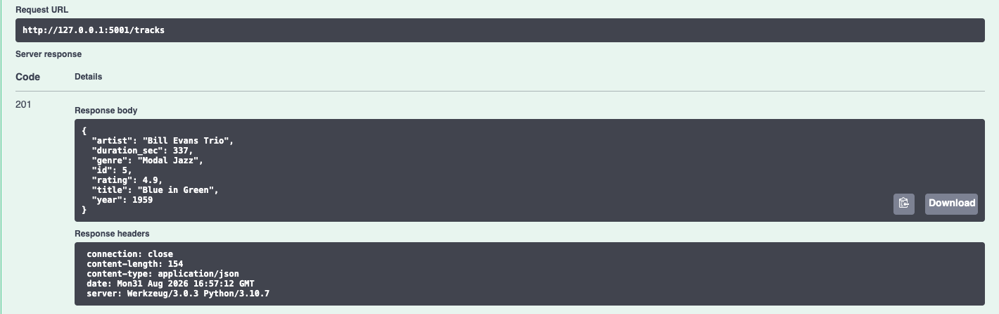 Request URL
http://127.0.0.1:5001/tracks
Server response
Code Details
201
Response body
{
  "artist": "Bill Evans Trio",
  "duration_sec": 337,
  "genre": "Modal Jazz",
  "id": 5,
  "rating": 4.9,
  "title": "Blue in Green",
  "year": 1959
}
Download
Response headers
connection: close
content-length: 154
content-type: application/json
date: Mon31 Aug 2026 16:57:12 GMT
server: Werkzeug/3.0.3 Python/3.10.7